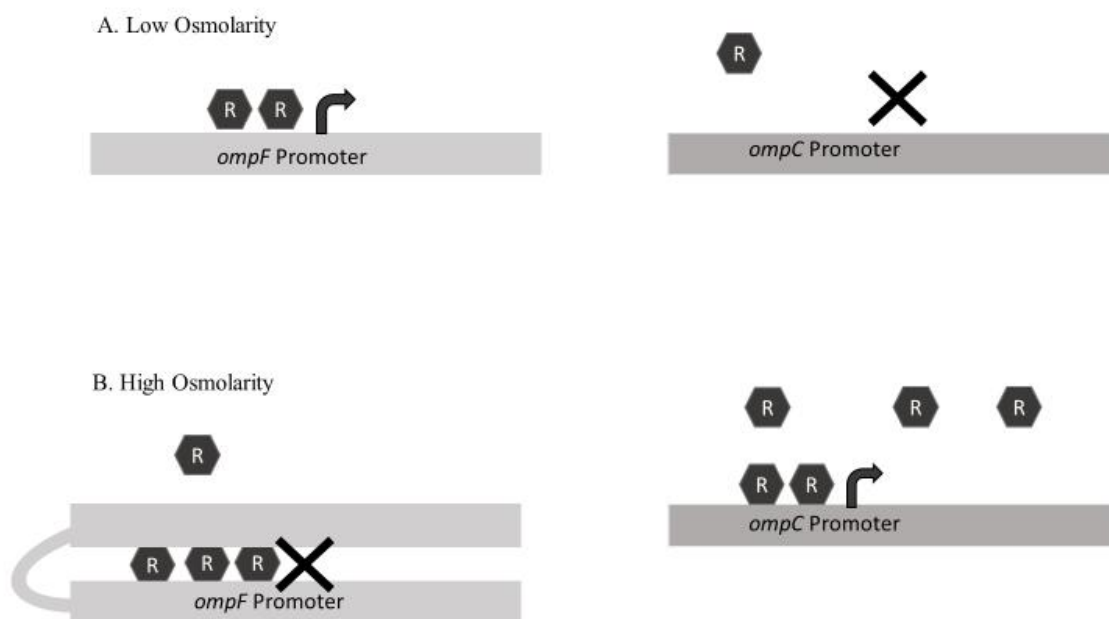 A. Low Osmolarity
R
R R
ompF Promoter
ompC Promoter
B. High Osmolarity
R R R
R
R R
ompC Promoter
R R R
ompF Promoter